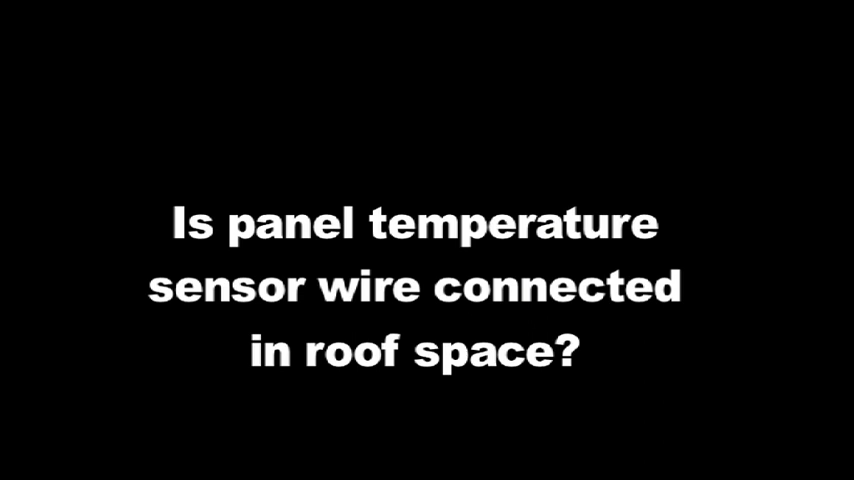 Is panel temperature
sensor wire connected
in roof space?